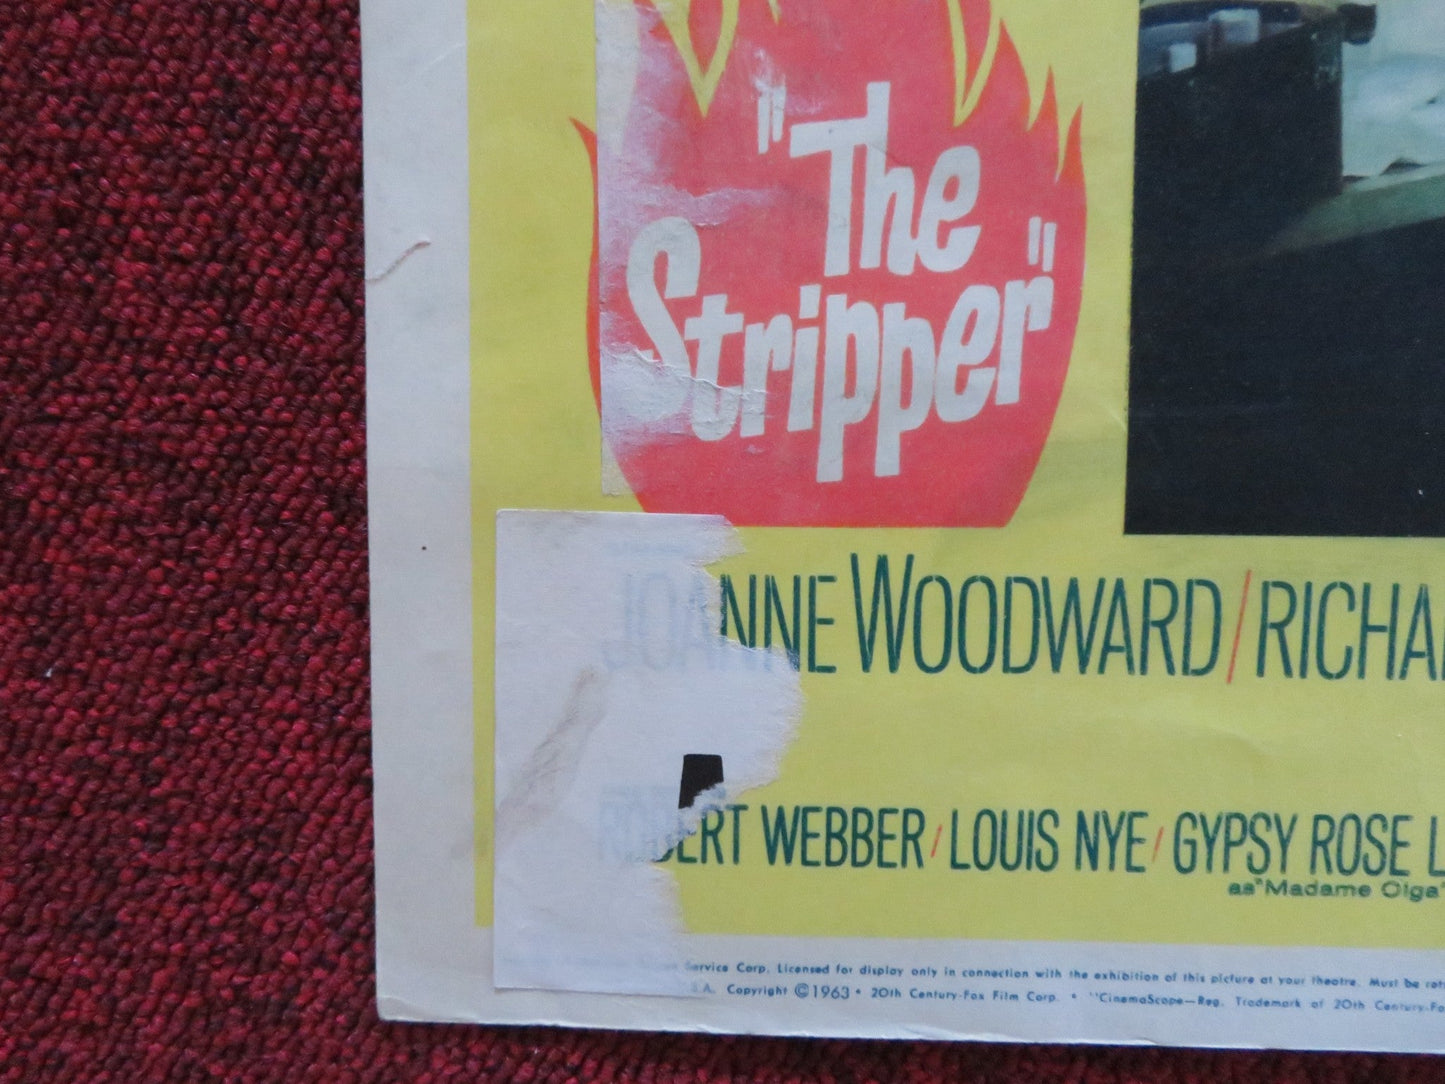 "The
Stripper"
JOANNE WOODWARD/RICHA
ROBERT WEBBER/LOUIS NYE/GYPSY ROSE L
as "Madame Olga"
Service Corp. Licensed for display only in connection with the exhibition of this picture at your theatre. Must be ret
S.A. Copyright ©1963 • 20th Century-Fox Film Corp. • "CinemaScope—Reg. Trademark of 20th Century-Fo